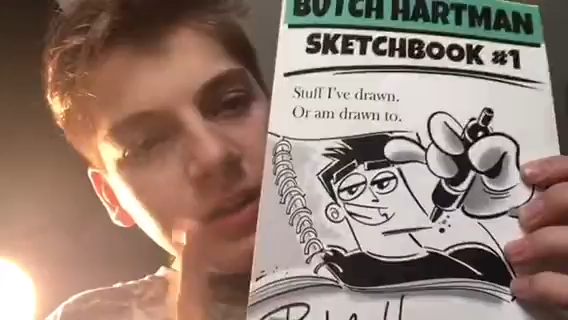 BUTCH HARTMAN
SKETCHBOOK #1
Stuff I've drawn.
Or am drawn to.